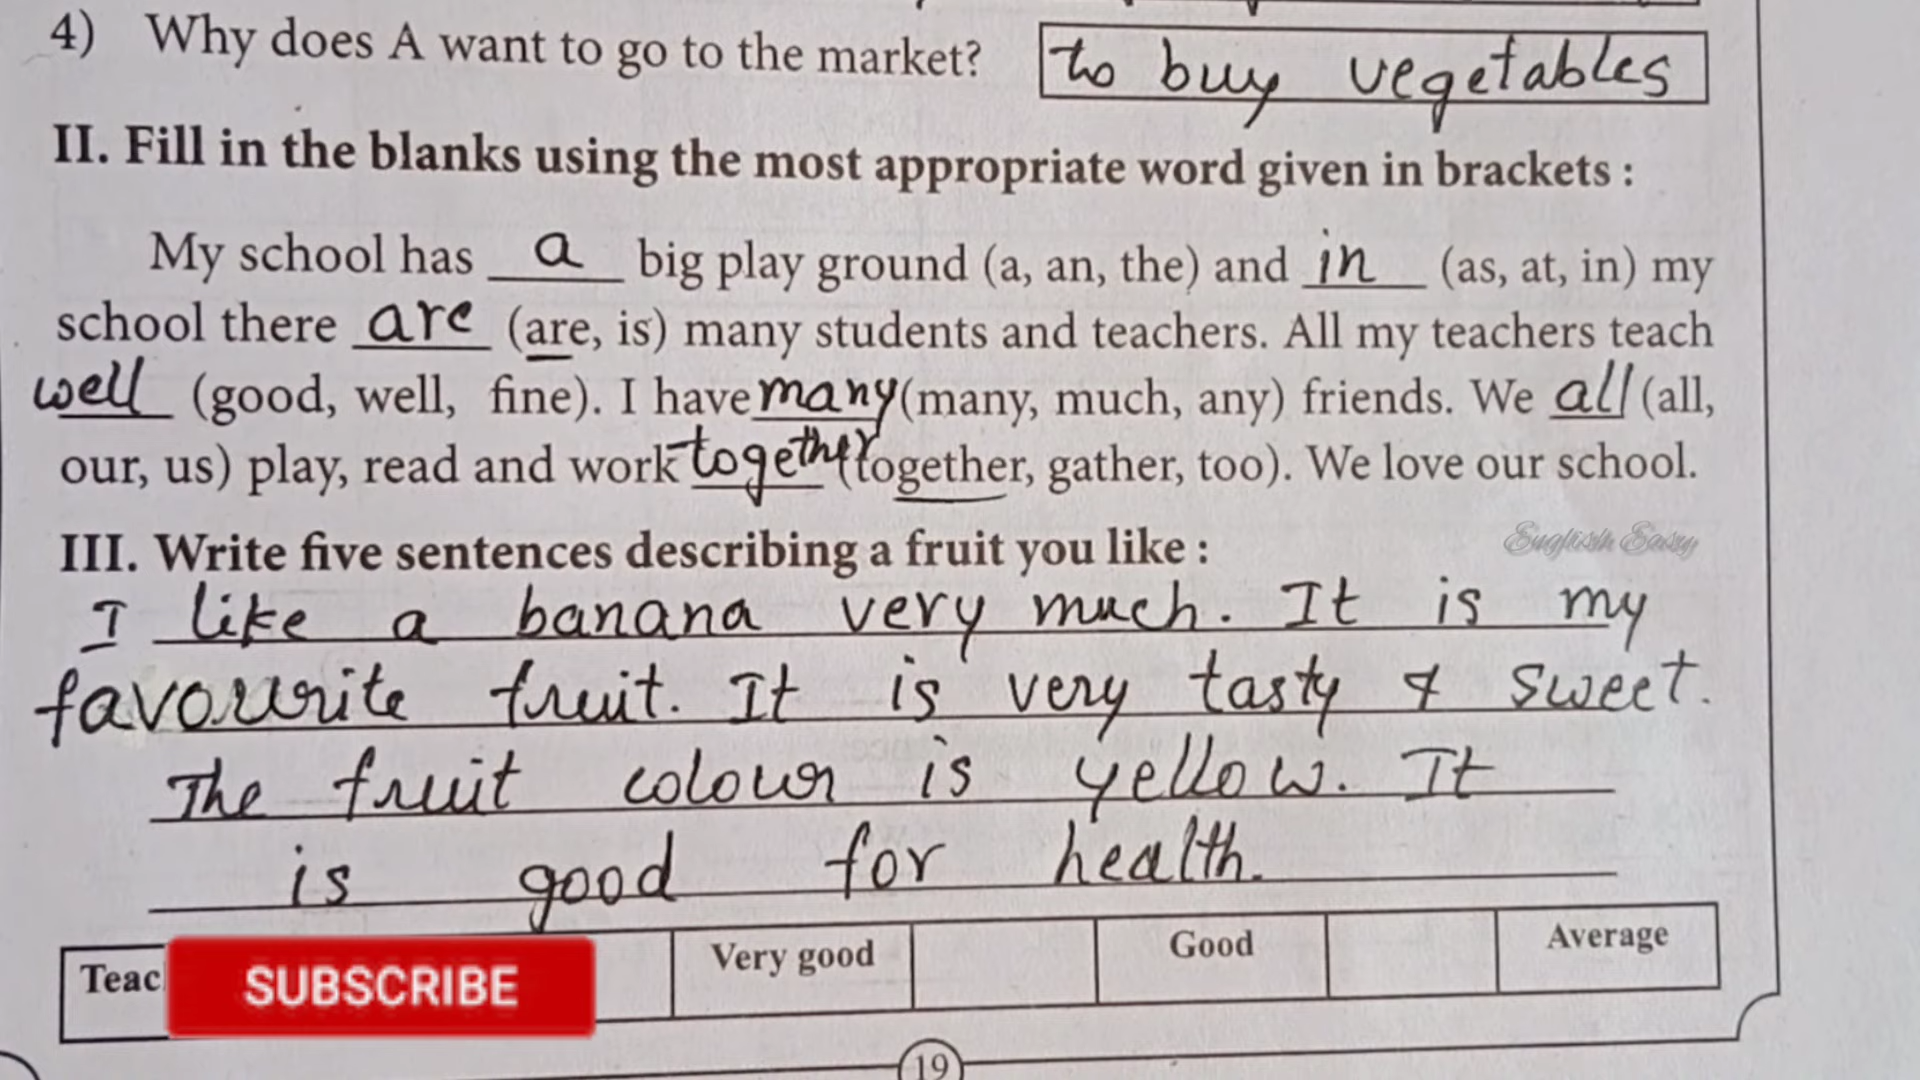 4) Why does A want to go to the market? to buy vegetables
II. Fill in the blanks using the most appropriate word given in brackets :
My school has a big play ground (a, an, the) and in (as, at, in) my
school there are (are, is) many students and teachers. All my teachers teach
well (good, well, fine). I have many (many, much, any) friends. We all (all,
our, us) play, read and work together (together, gather, too). We love our school.
English Easy
III. Write five sentences describing a fruit you like :
I like a banana very much. It is my
favourite fruit. It is very tasty & sweet.
The fruit colour is yellow. It
is good for health.
Teac Very good Good Average
SUBSCRIBE
19